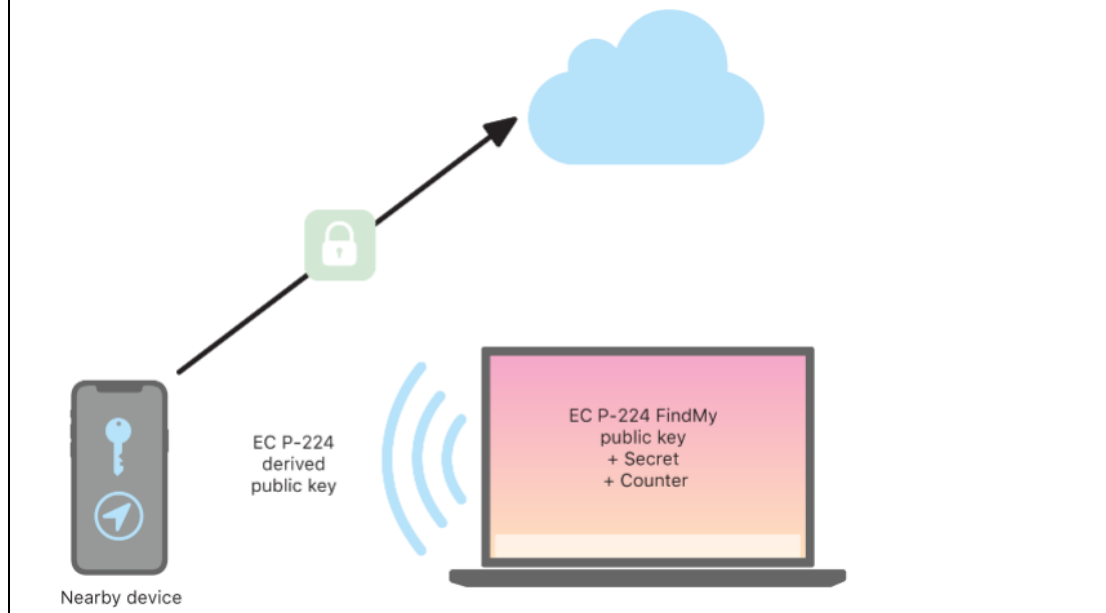 EC P-224 FindMy
public key
+ Secret
+ Counter
EC P-224
derived
public key
Nearby device